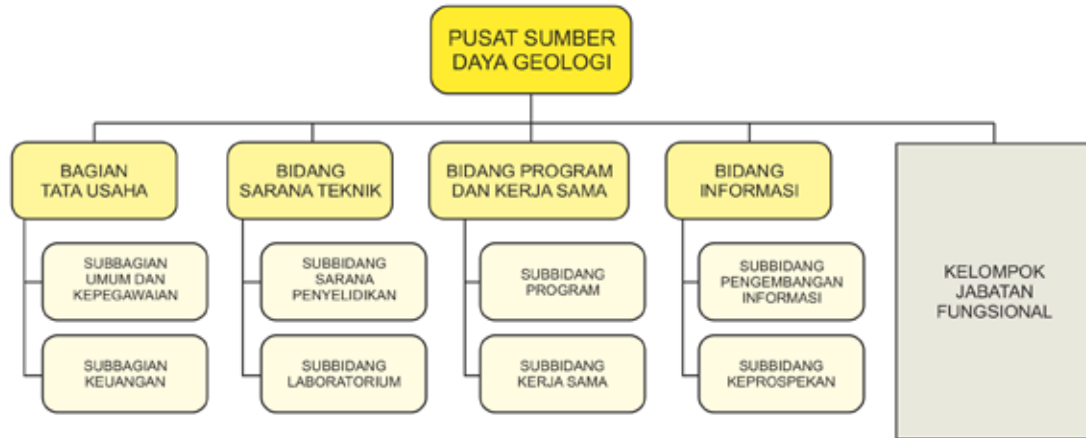 PUSAT SUMBER
DAYA GEOLOGI
BAGIAN
TATA USAHA
BIDANG
SARANA TEKNIK
BIDANG PROGRAM
DAN KERJA SAMA
BIDANG
INFORMASI
KELOMPOK
JABATAN
FUNGSIONAL
SUBBAGIAN
UMUM DAN
KEPEGAWAIAN
SUBBIDANG
SARANA
PENYELIDIKAN
SUBBIDANG
PROGRAM
SUBBIDANG
PENGEMBANGAN
INFORMASI
SUBBAGIAN
KEUANGAN
SUBBIDANG
LABORATORIUM
SUBBIDANG
KERJA SAMA
SUBBIDANG
KEPROSPEKAN